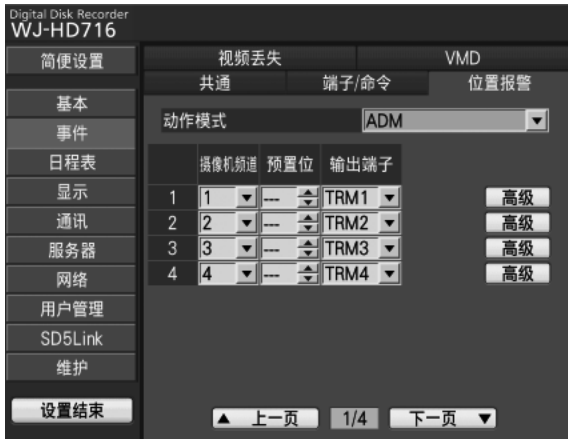 Digital Disk Recorder
WJ-HD716
简便设置
基本
事件
日程表
显示
通讯
服务器
网络
用户管理
SD5Link
维护
设置结束
视频丢失 VMD
共通 端子/命令 位置报警
动作模式 ADM
摄像机频道 预置位 输出端子
1 1 --- TRM1 高级
2 2 --- TRM2 高级
3 3 --- TRM3 高级
4 4 --- TRM4 高级
▲ 上一页 1/4 下一页 ▼